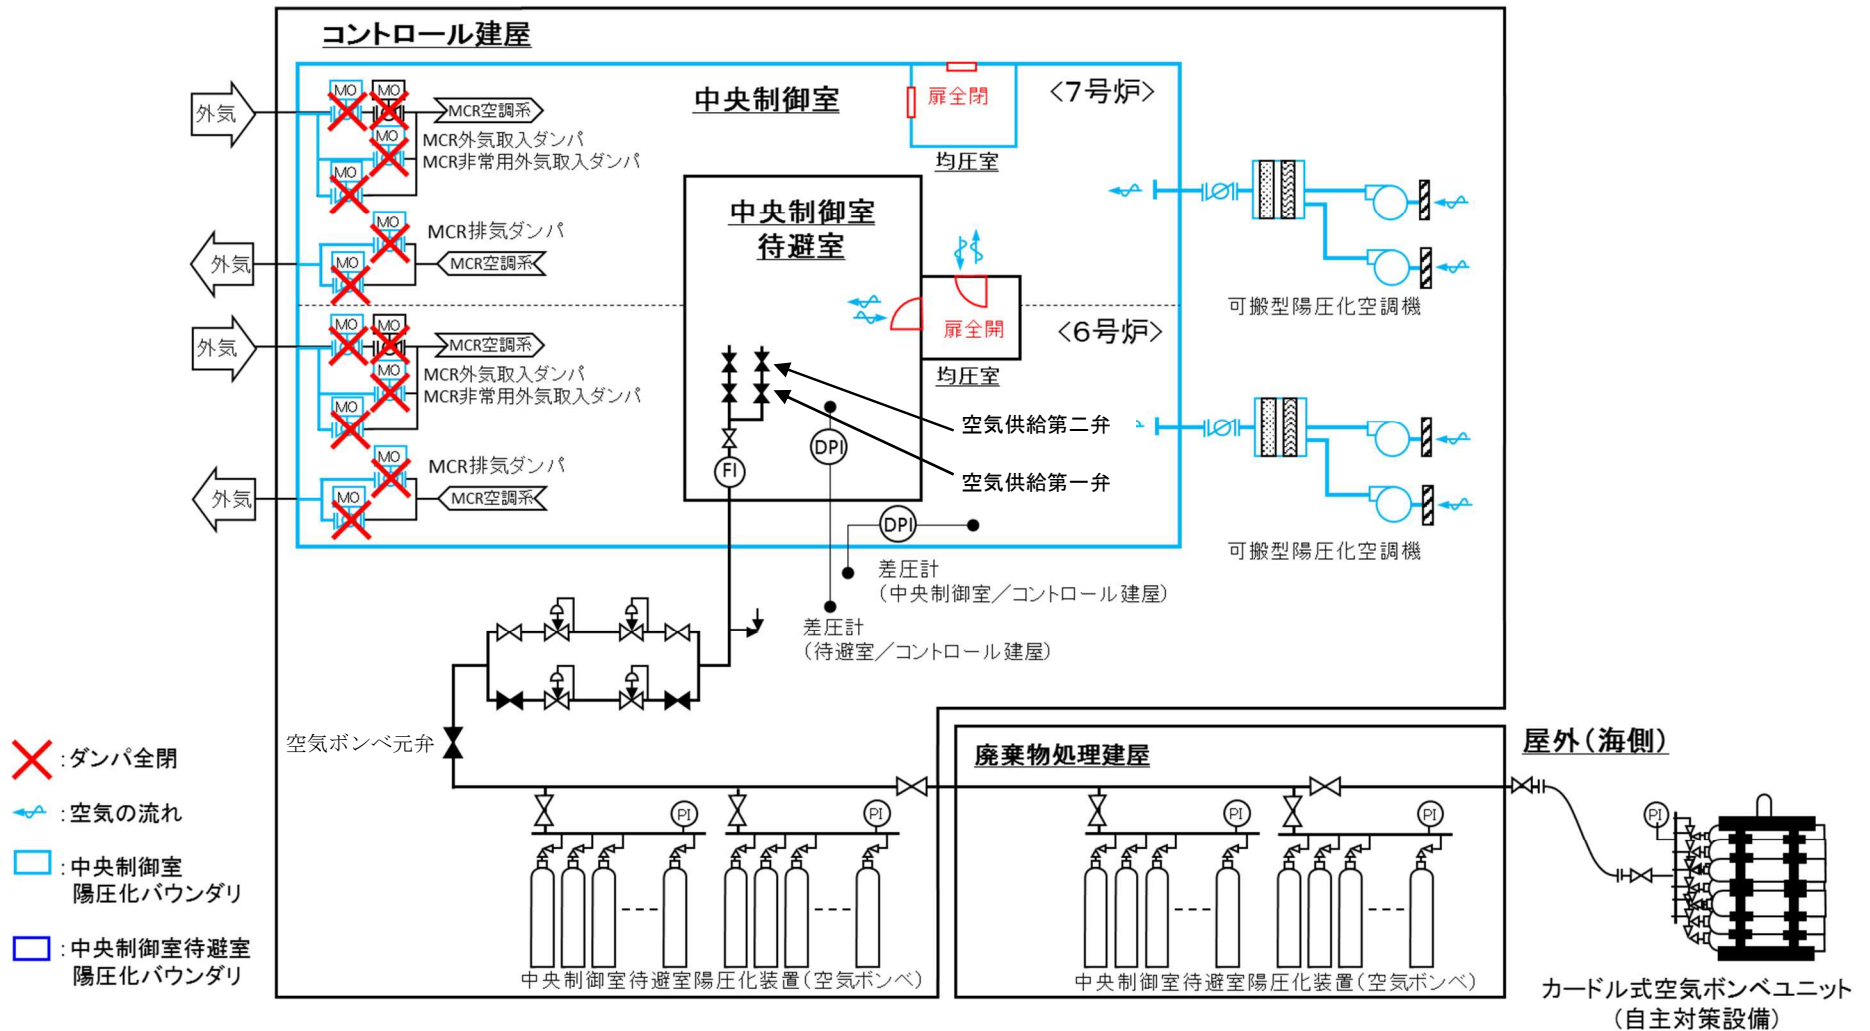 コントロール建屋
中央制御室
<7号炉>
扉全閉
均圧室
外気
MO
MO
MCR空調系
MO
MCR外気取入ダンパ
MCR非常用外気取入ダンパ
MO
MO
MCR排気ダンパ
外気
MO
MCR空調系
中央制御室
待避室
可搬型陽圧化空調機
<6号炉>
扉全開
均圧室
外気
MO
MO
MCR空調系
MO
MCR外気取入ダンパ
MCR非常用外気取入ダンパ
MO
MO
MCR排気ダンパ
外気
MO
MCR空調系
空気供給第二弁
DPI
FI
空気供給第一弁
DPI
可搬型陽圧化空調機
差圧計
(中央制御室/コントロール建屋)
差圧計
(待避室/コントロール建屋)
空気ボンベ元弁
廃棄物処理建屋
屋外(海側)
PI
PI
PI
PI
PI
中央制御室待避室陽圧化装置(空気ボンベ)
中央制御室待避室陽圧化装置(空気ボンベ)
カードル式空気ボンベユニット
(自主対策設備)
:ダンパ全閉
:空気の流れ
:中央制御室
陽圧化バウンダリ
:中央制御室待避室
陽圧化バウンダリ